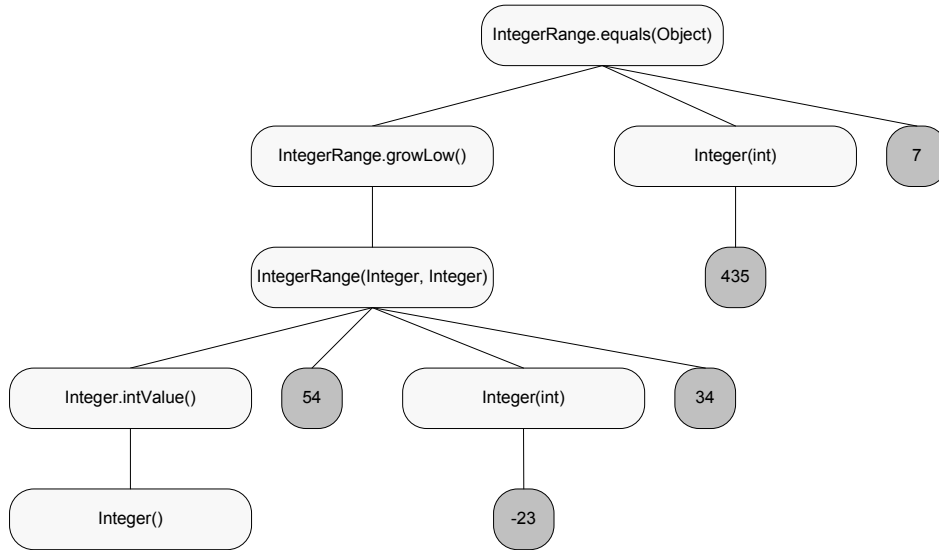 IntegerRange.equals(Object)
IntegerRange.growLow()
Integer(int)
7
IntegerRange(Integer, Integer)
435
Integer.intValue()
54
Integer(int)
34
Integer()
-23